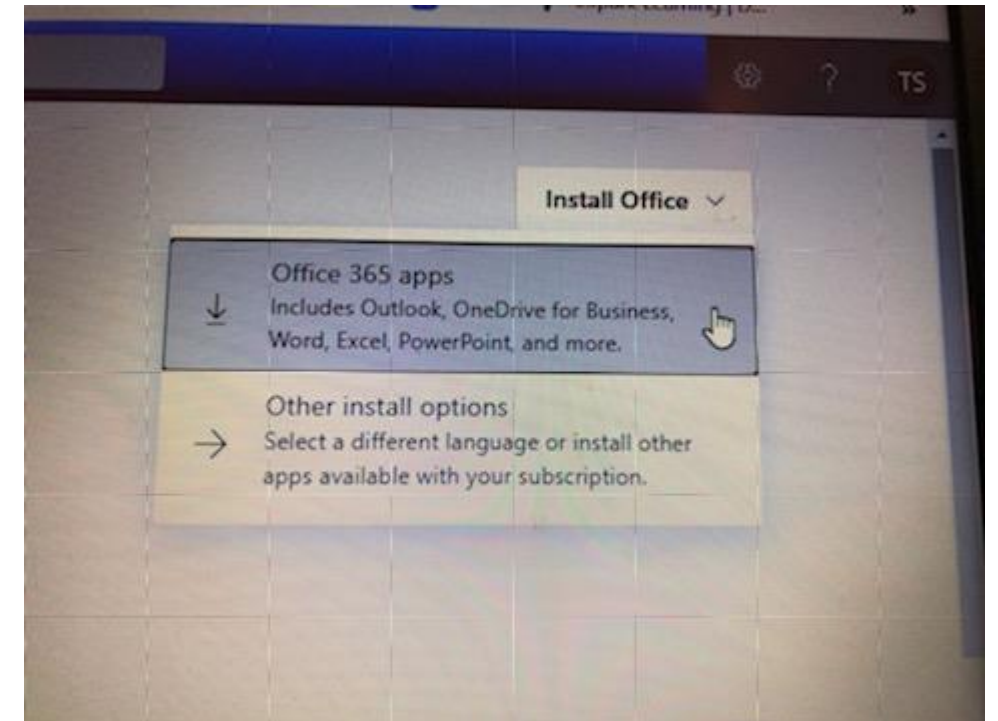 TS
Install Office
Office 365 apps
Includes Outlook, OneDrive for Business,
Word, Excel, PowerPoint, and more.
Other install options
Select a different language or install other
apps available with your subscription.